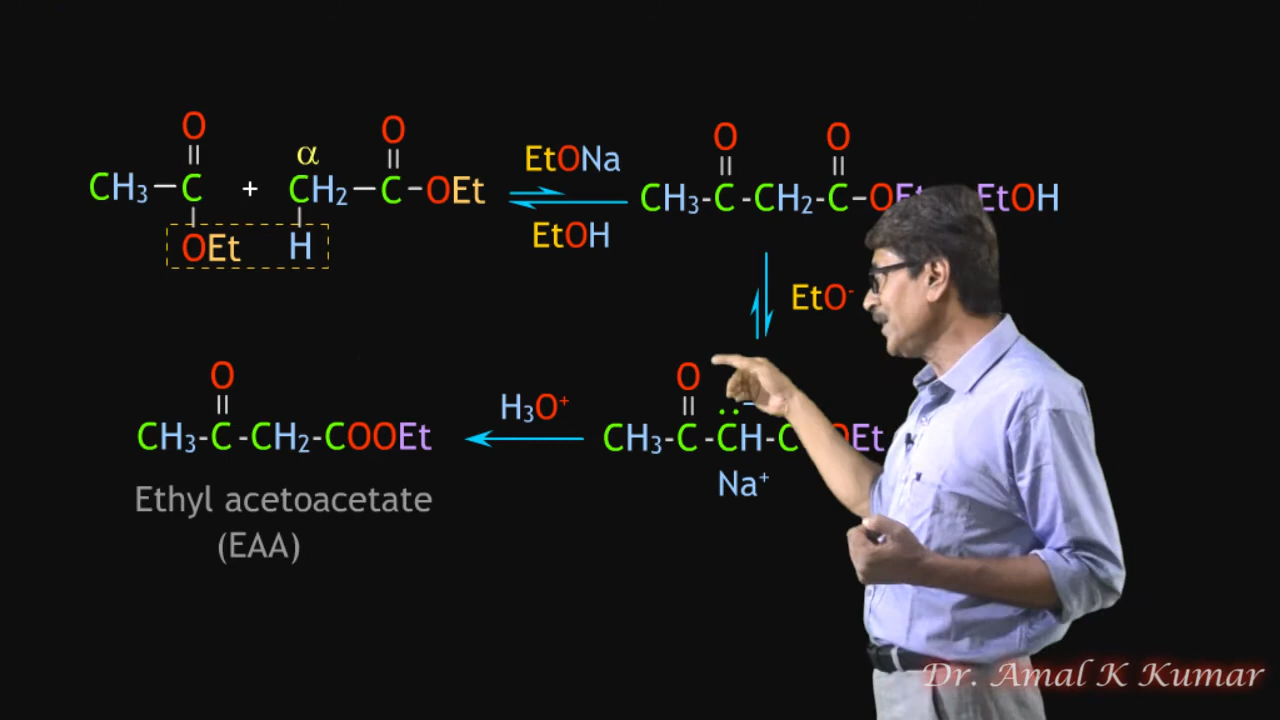 O O O O
α EtONa
CH₃—C + CH₂—C—OEt CH₃-C-CH₂-C—OEt EtOH
OEt H EtOH
EtO⁻
O O
H₃O⁺ ¨ ⁻
CH₃-C-CH₂-COOEt CH₃-C-CH-C OEt
Na⁺
Ethyl acetoacetate
(EAA)
Dr. Amal K Kumar